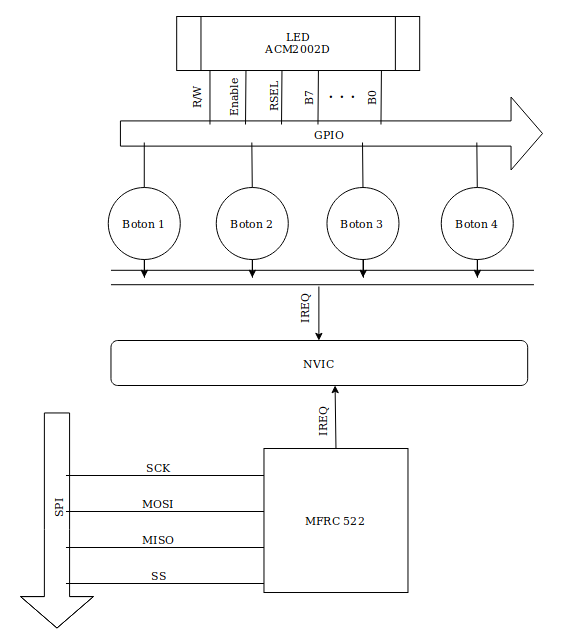 LED
ACM2002D
R/W
Enable
RSEL
B7
. . .
B0
GPIO
Boton 1
Boton 2
Boton 3
Boton 4
IREQ
NVIC
IREQ
SPI
SCK
MOSI
MISO
SS
MFRC 522